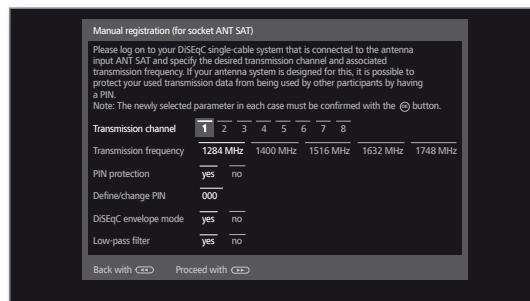 Manual registration (for socket ANT SAT)
Please log on to your DiSEqC single-cable system that is connected to the antenna
input ANT SAT and specify the desired transmission channel and associated
transmission frequency. If your antenna system is designed for this, it is possible to
protect your used transmission data from being used by other participants by having
a PIN.
Note: The newly selected parameter in each case must be confirmed with the OK button.
Transmission channel 1 2 3 4 5 6 7 8
Transmission frequency 1284 MHz 1400 MHz 1516 MHz 1632 MHz 1748 MHz
PIN protection yes no
Define/change PIN 000
DiSEqC envelope mode yes no
Low-pass filter yes no
Back with Proceed with